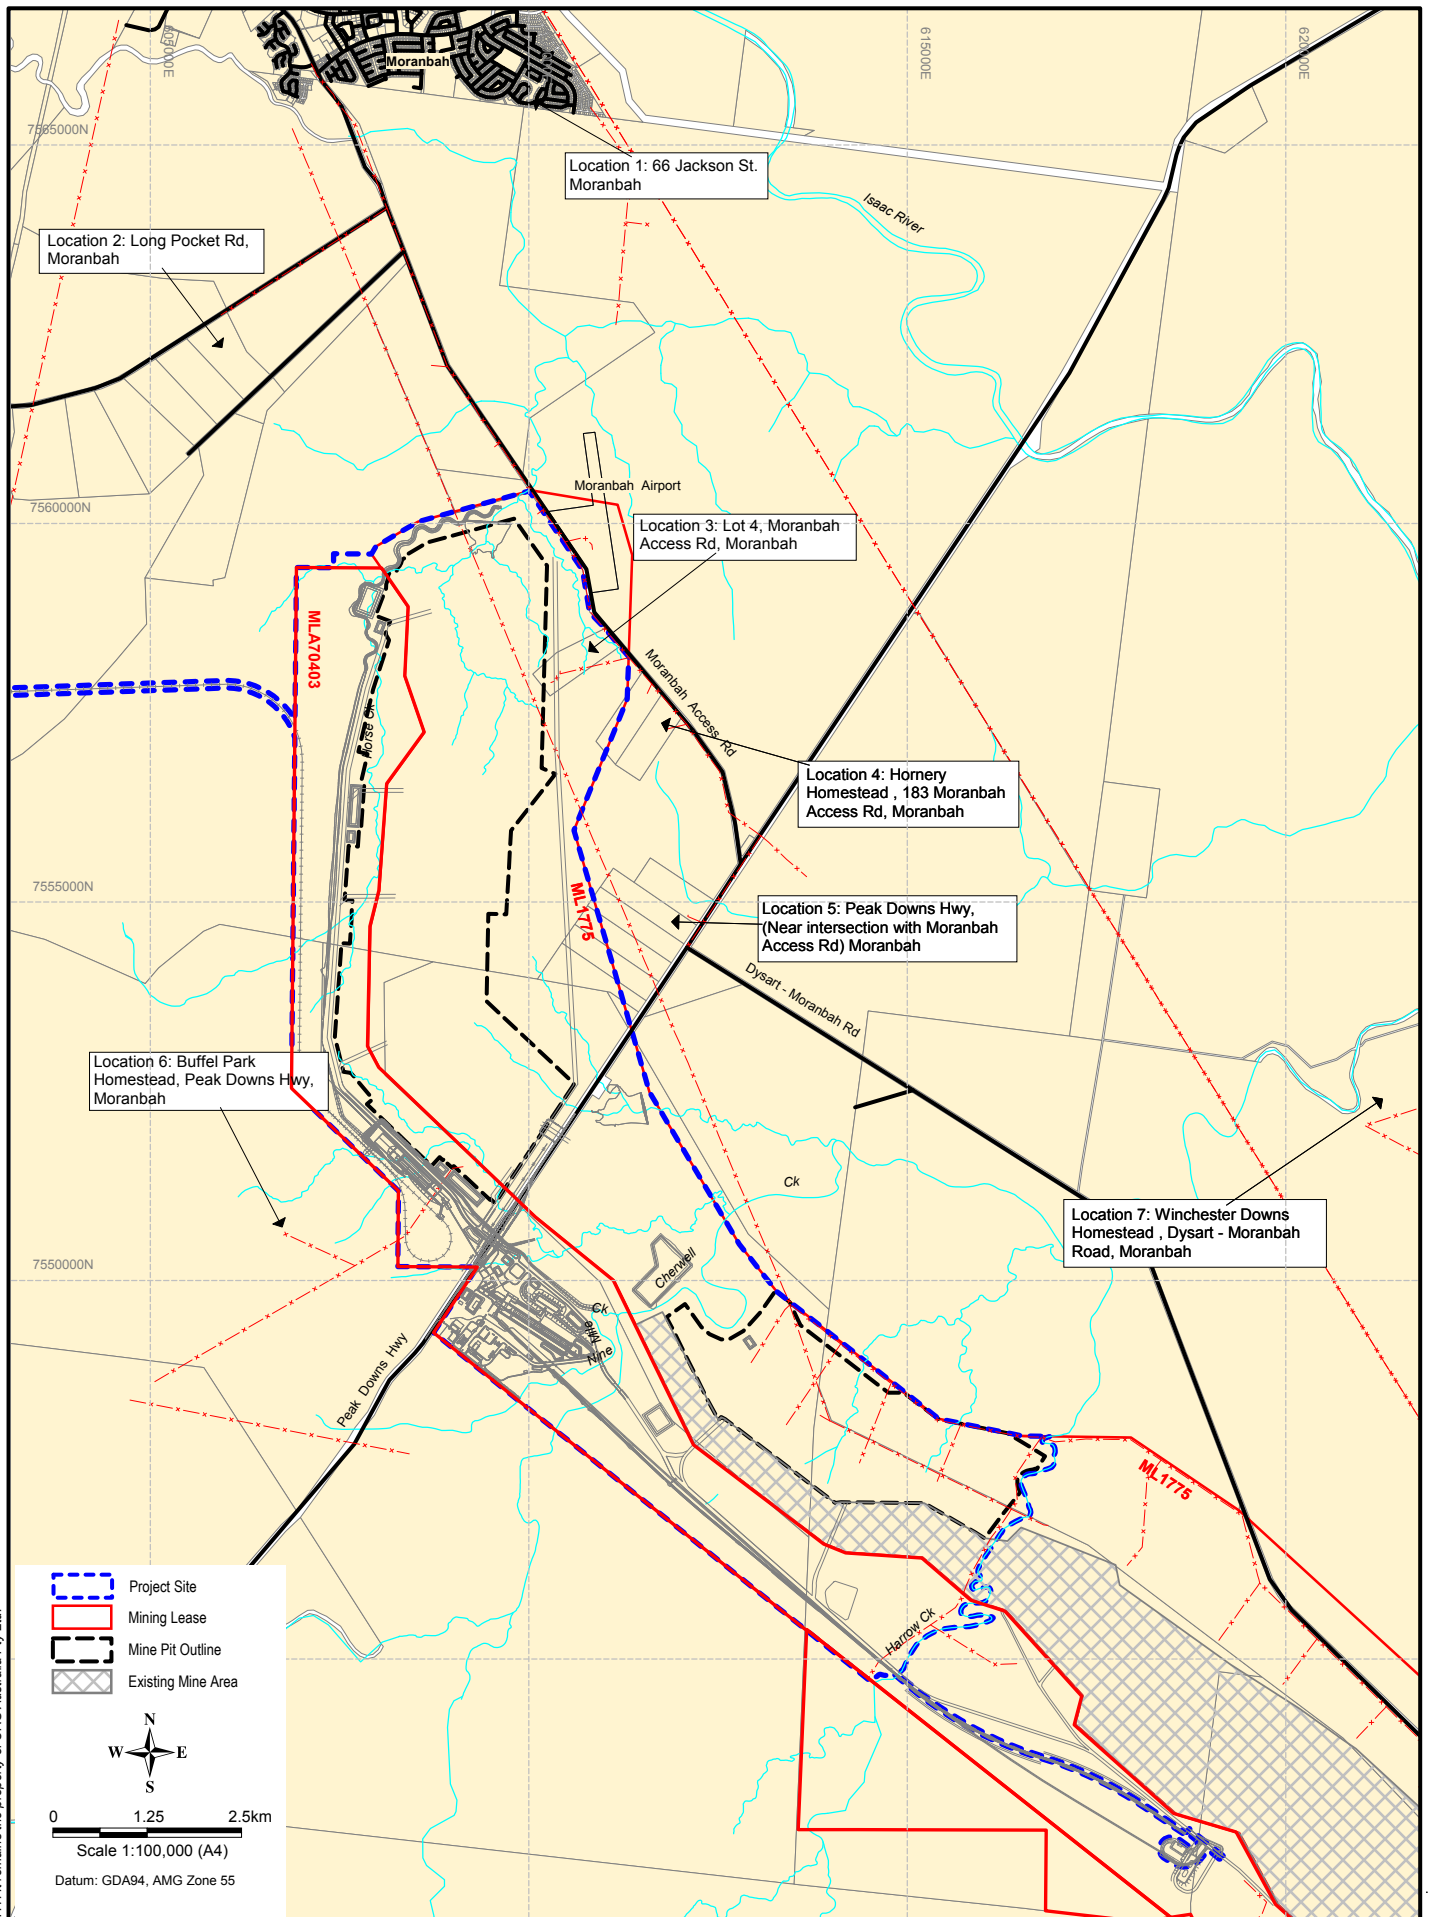 Moranbah
605000E
615000E
620000E
7565000N
Location 1: 66 Jackson St.
Moranbah
Isaac River
Location 2: Long Pocket Rd,
Moranbah
Moranbah Airport
7560000N
Location 3: Lot 4, Moranbah
Access Rd, Moranbah
MLA70403
Moranbah Access Rd
Horse Ck
Location 4: Hornery
Homestead , 183 Moranbah
Access Rd, Moranbah
7555000N
ML1775
Location 5: Peak Downs Hwy,
(Near intersection with Moranbah
Access Rd) Moranbah
Dysart - Moranbah Rd
Location 6: Buffel Park
Homestead, Peak Downs Hwy,
Moranbah
Ck
Location 7: Winchester Downs
Homestead , Dysart - Moranbah
Road, Moranbah
Cherwell
7550000N
Ck
Mile
Nine
Peak Downs Hwy
ML1775
Harrow Ck
Project Site
Mining Lease
Mine Pit Outline
Existing Mine Area
N
W E
S
0 1.25 2.5km
Scale 1:100,000 (A4)
Datum: GDA94, AMG Zone 55